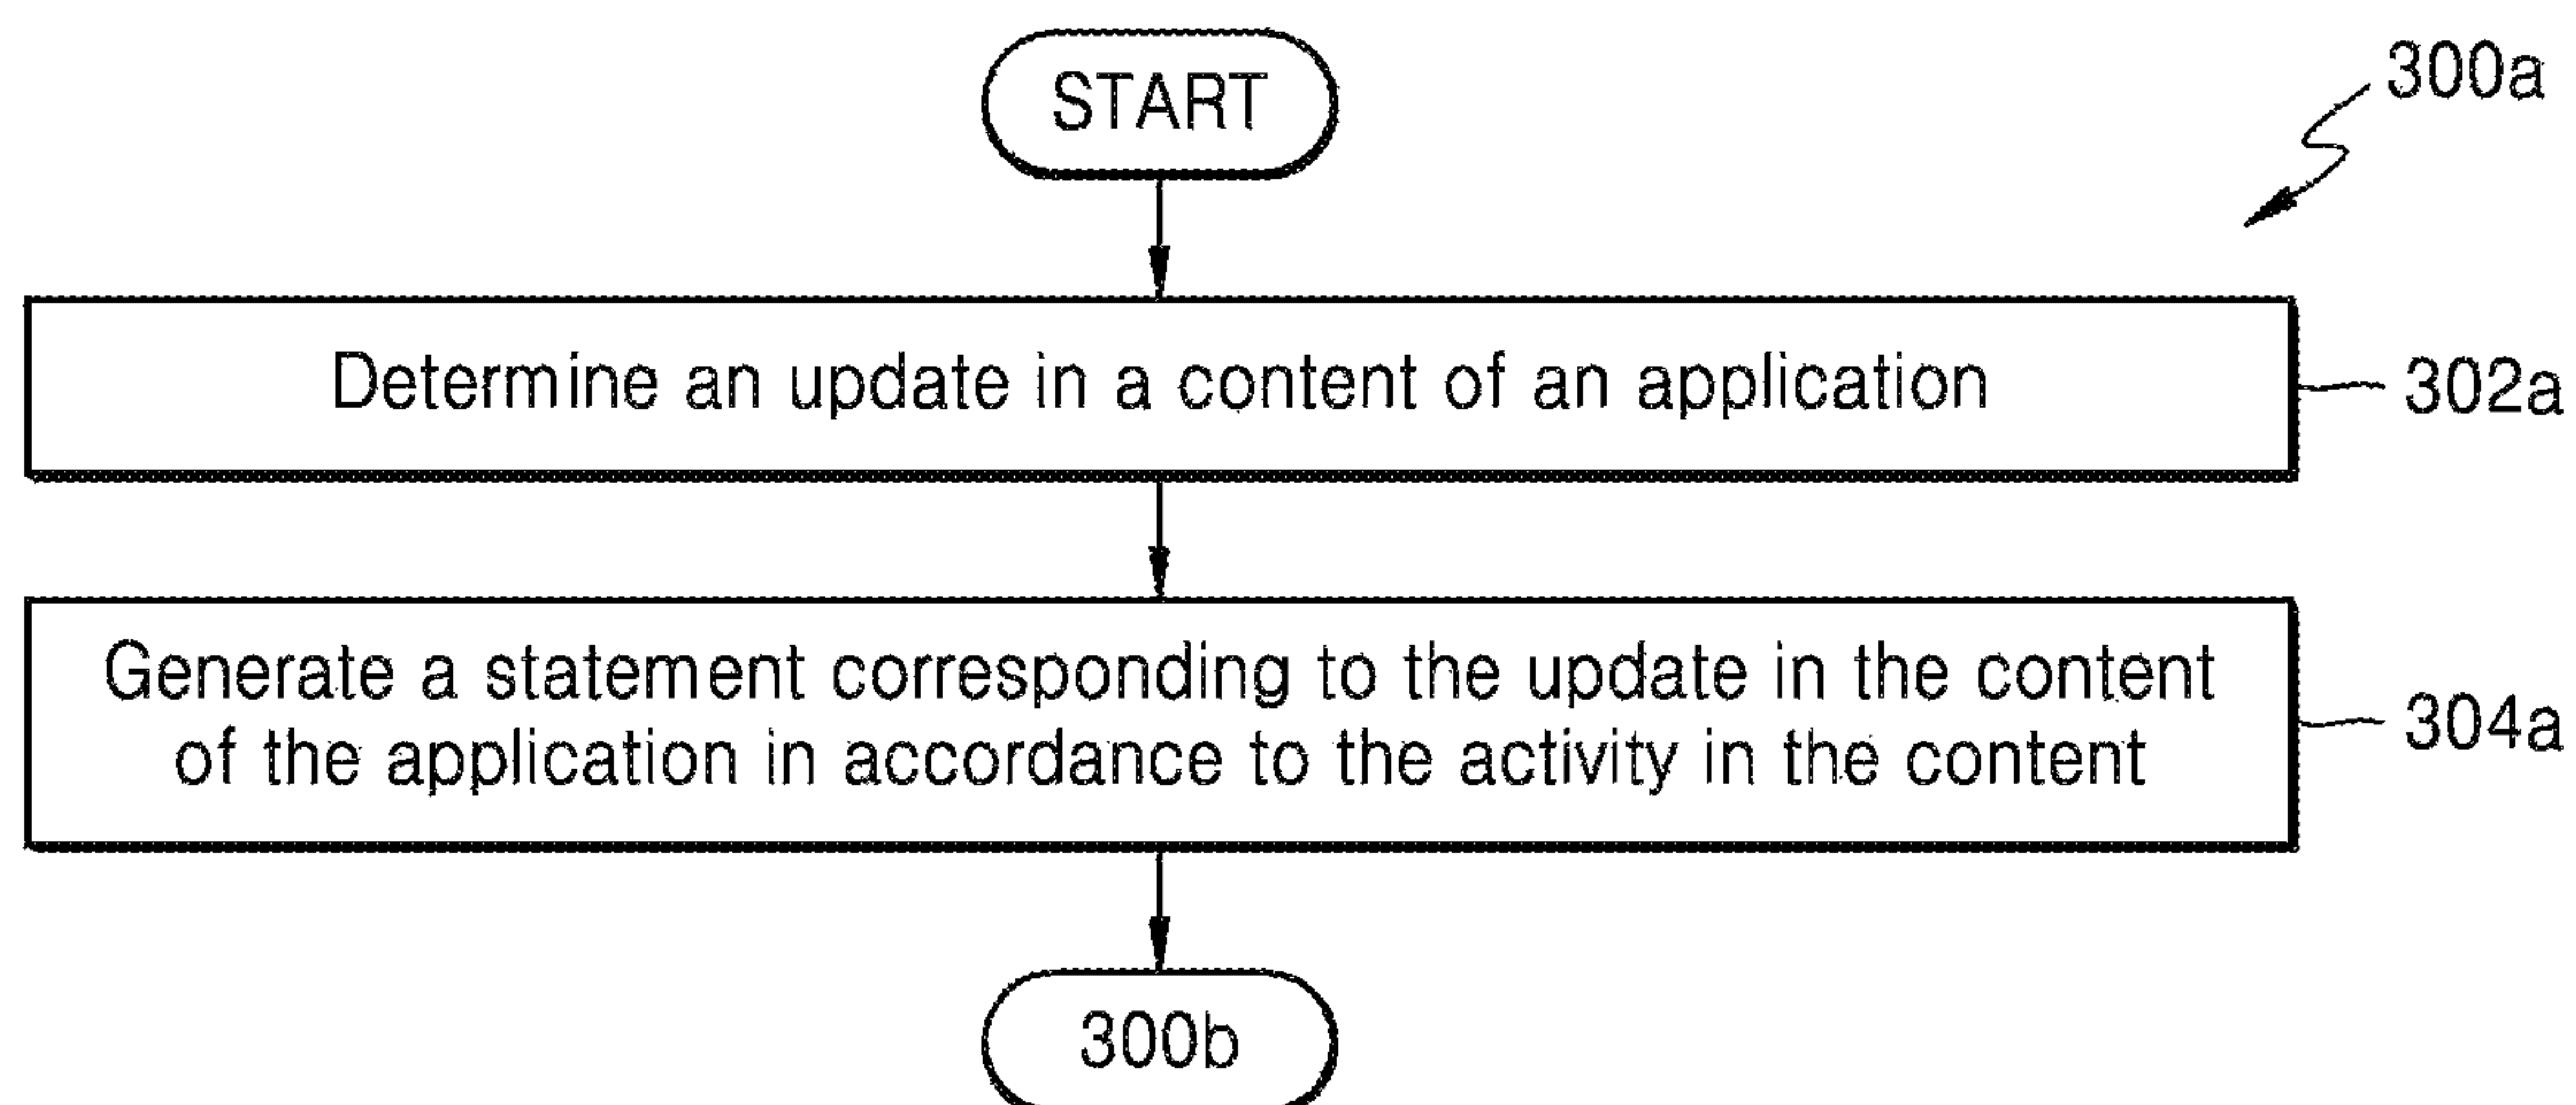 START
300a
Determine an update in a content of an application
302a
Generate a statement corresponding to the update in the content
of the application in accordance to the activity in the content
304a
300b